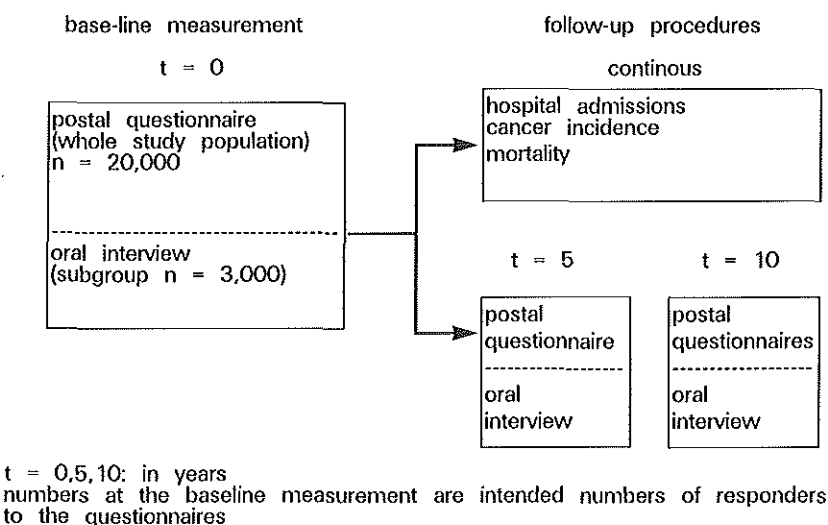 base-line measurement
t = 0
postal questionnaire
(whole study population)
n = 20,000
oral interview
(subgroup n = 3,000)
follow-up procedures
continous
hospital admissions
cancer incidence
mortality
t = 5
postal
questionnaire
oral
interview
t = 10
postal
questionnaires
oral
interview
t = 0,5,10: in years
numbers at the baseline measurement are intended numbers of responders
to the questionnaires